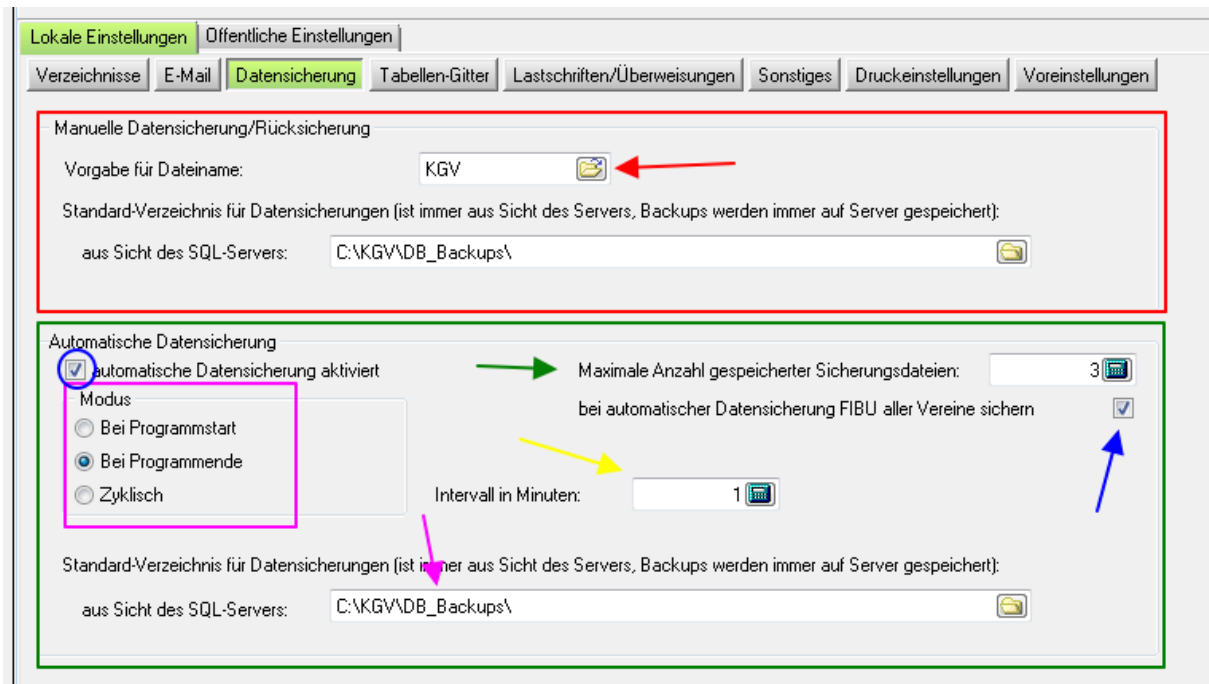 Lokale Einstellungen Öffentliche Einstellungen
Verzeichnisse E-Mail Datensicherung Tabellen-Gitter Lastschriften/Überweisungen Sonstiges Druckeinstellungen Voreinstellungen
Manuelle Datensicherung/Rücksicherung
Vorgabe für Dateiname: KGV
Standard-Verzeichnis für Datensicherungen (ist immer aus Sicht des Servers, Backups werden immer auf Server gespeichert):
aus Sicht des SQL-Servers: C:\KGV\DB_Backups\
Automatische Datensicherung
automatische Datensicherung aktiviert Maximale Anzahl gespeicherter Sicherungsdateien: 3
Modus bei automatischer Datensicherung FIBU aller Vereine sichern
Bei Programmstart
Bei Programmende
Zyklisch Intervall in Minuten: 1
Standard-Verzeichnis für Datensicherungen (ist immer aus Sicht des Servers, Backups werden immer auf Server gespeichert):
aus Sicht des SQL-Servers: C:\KGV\DB_Backups\